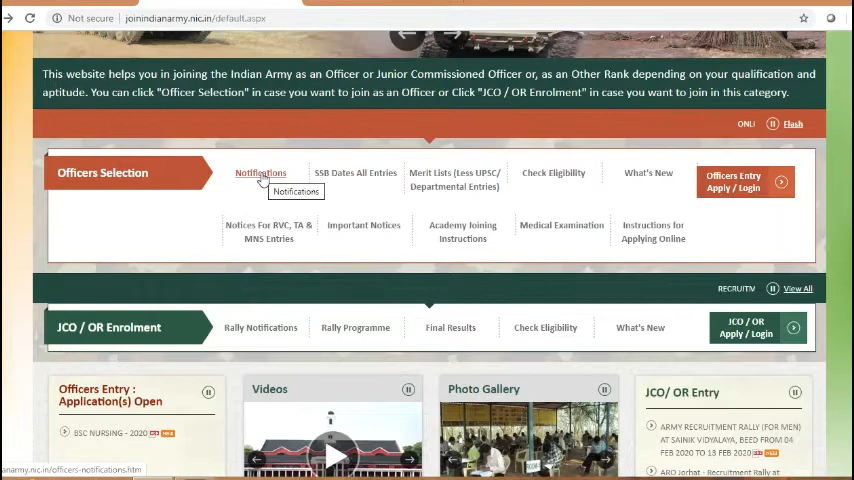 Not secure joinindianarmy.nic.in/default.aspx
This website helps you in joining the Indian Army as an Officer or Junior Commissioned Officer or, as an Other Rank depending on your qualification and
aptitude. You can click "Officer Selection" in case you want to join as an Officer or Click "JCO / OR Enrolment" in case you want to join in this category.
ONLI Flash
Officers Selection
Notifications
SSB Dates All Entries
Merit Lists (Less UPSC/
Departmental Entries)
Check Eligibility
What's New
Officers Entry
Apply / Login
Notifications
Notices For RVC, TA &
MNS Entries
Important Notices
Academy Joining
Instructions
Medical Examination
Instructions for
Applying Online
RECRUITM View All
JCO / OR Enrolment
Rally Notifications
Rally Programme
Final Results
Check Eligibility
What's New
JCO / OR
Apply / Login
Officers Entry :
Application(s) Open
BSC NURSING - 2020
Videos
Photo Gallery
JCO/ OR Entry
ARMY RECRUITMENT RALLY (FOR MEN)
AT SAINIK VIDYALAYA, BEED FROM 04
FEB 2020 TO 13 FEB 2020
ARO Jorhat - Recruitment Rally at
anarmy.nic.in/officers-notifications.htm